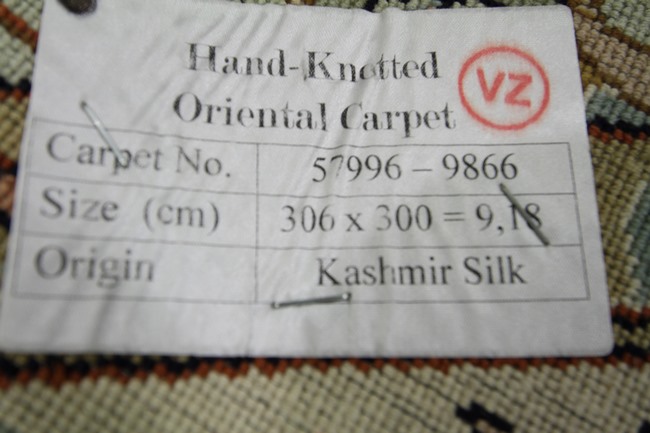 Hand-Knotted
Oriental Carpet
VZ
Carpet No. 57996 – 9866
Size (cm) 306 x 300 = 9,18
Origin Kashmir Silk